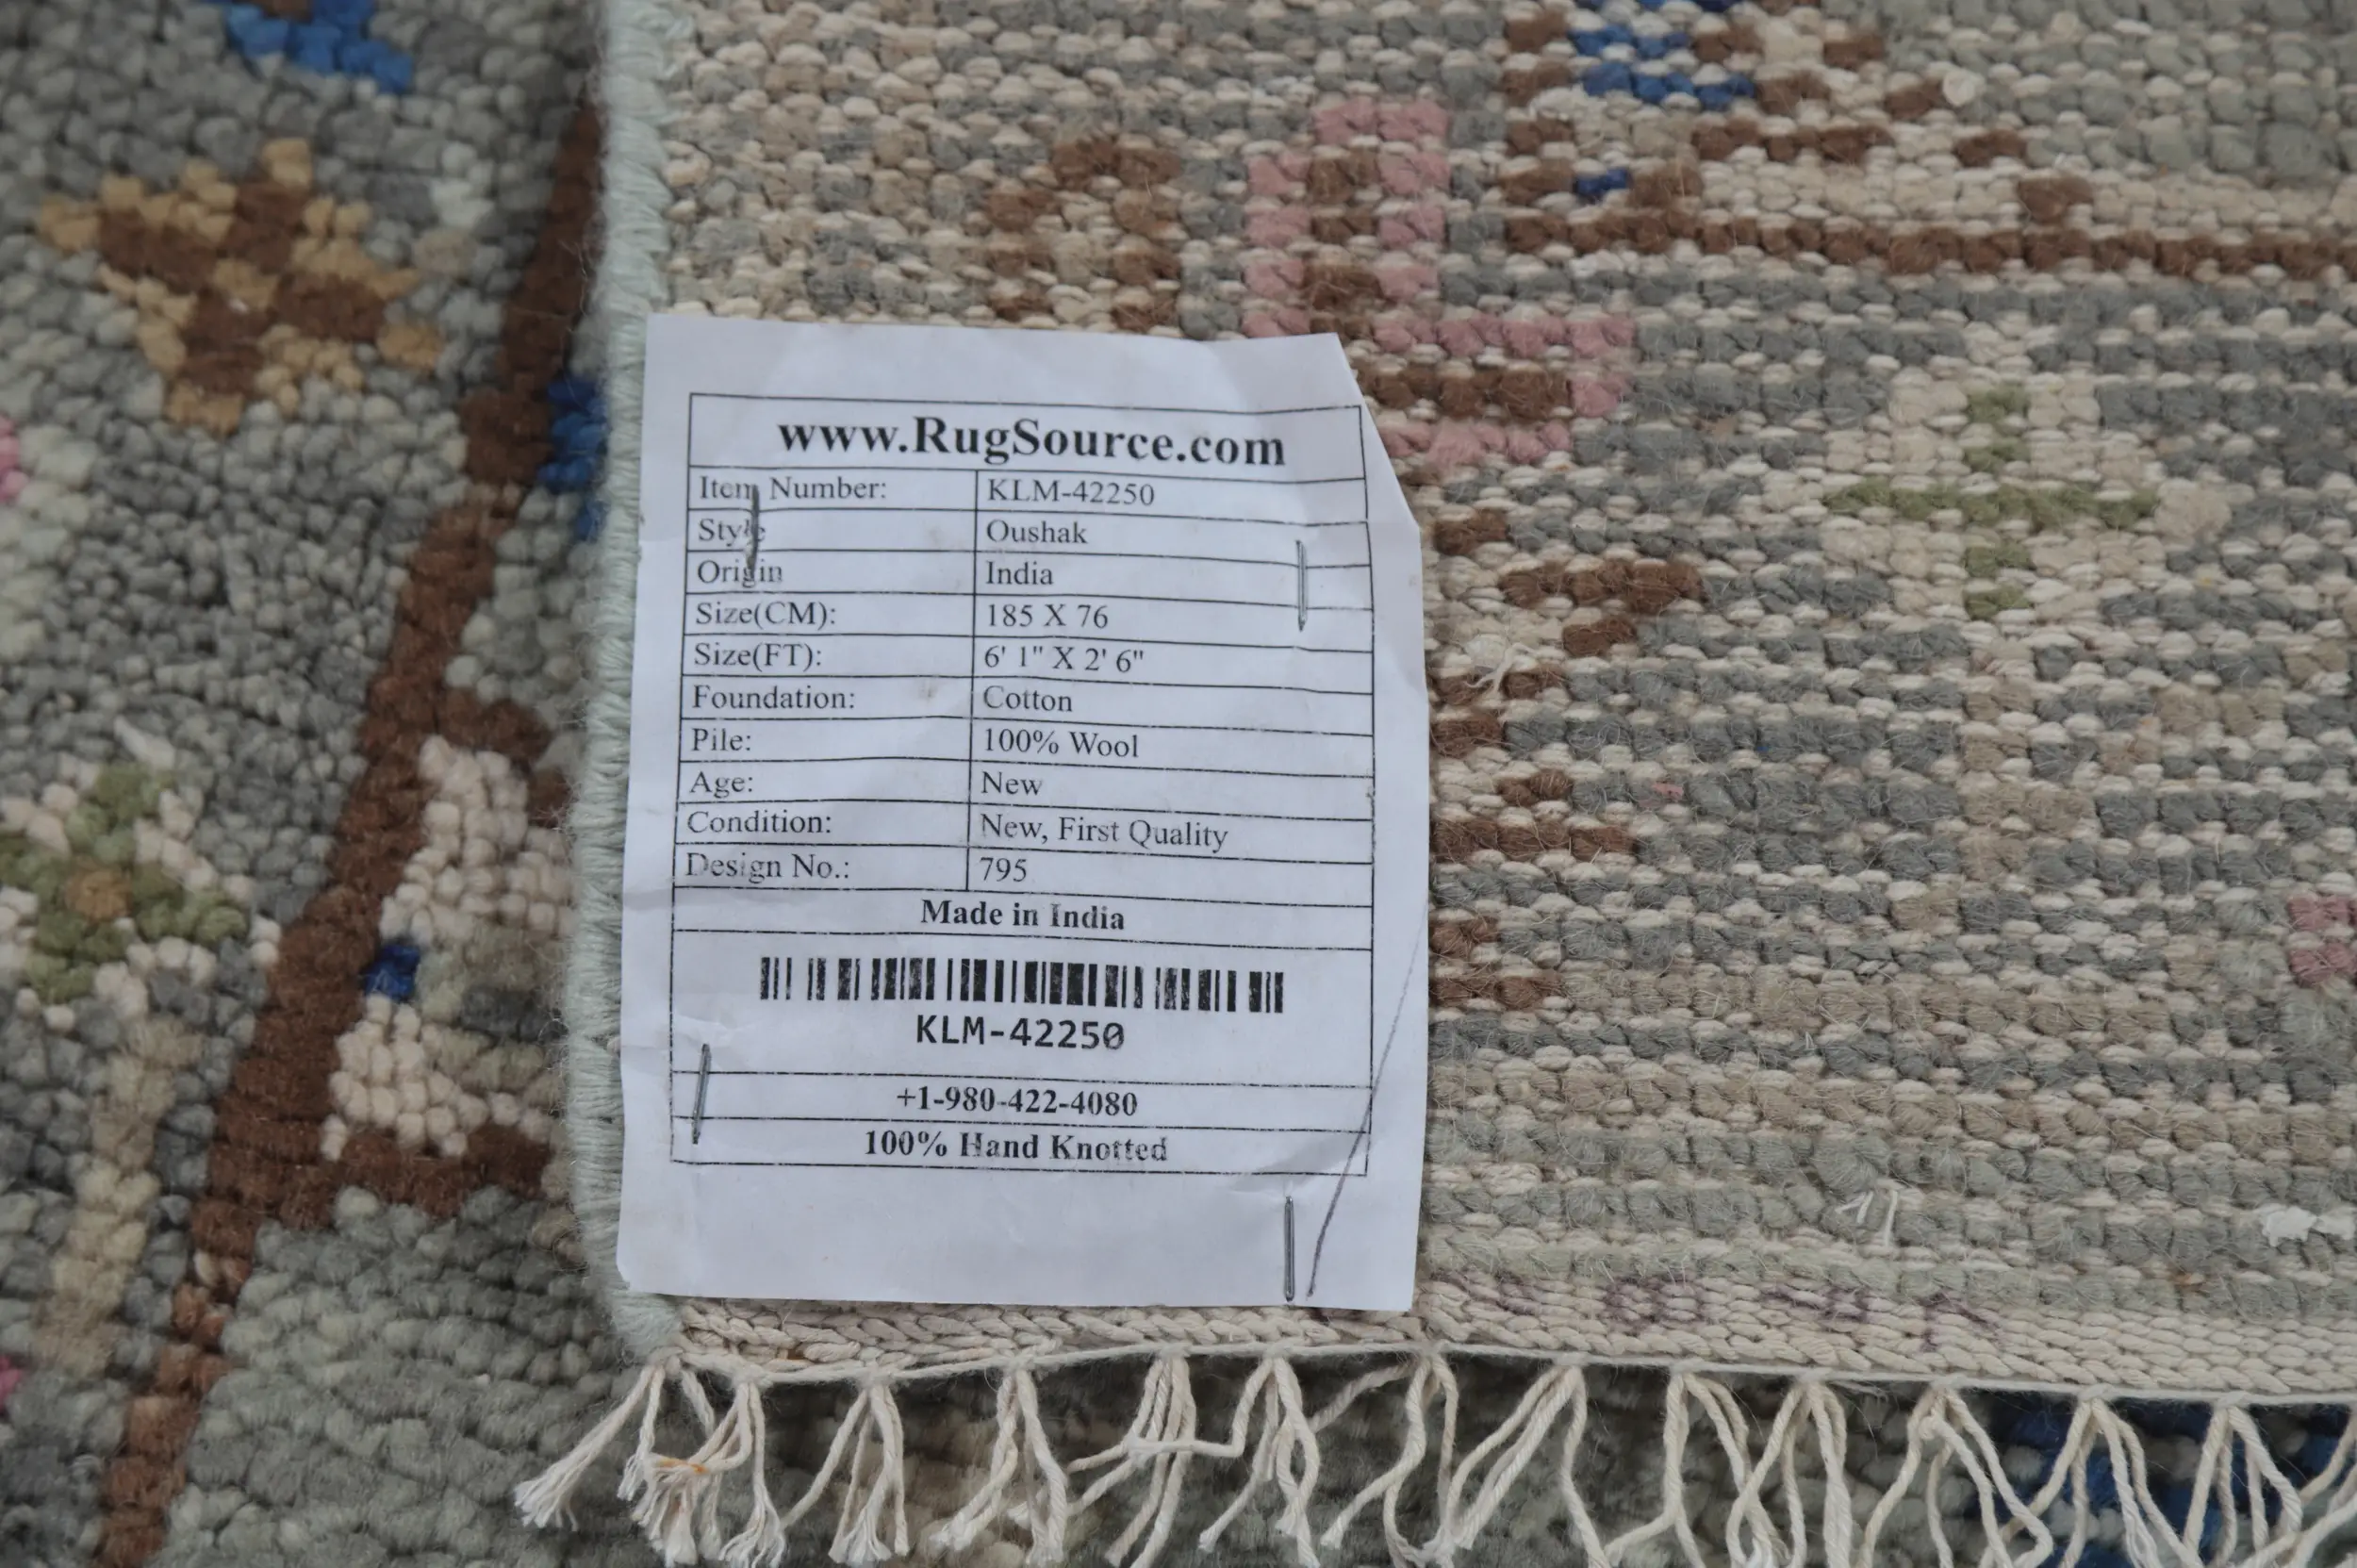 www.RugSource.com
Item Number: KLM-42250
Style Oushak
Origin India
Size(CM): 185 X 76
Size(FT): 6' 1" X 2' 6"
Foundation: Cotton
Pile: 100% Wool
Age: New
Condition: New, First Quality
Design No.: 795
Made in India
KLM-42250
+1-980-422-4080
100% Hand Knotted